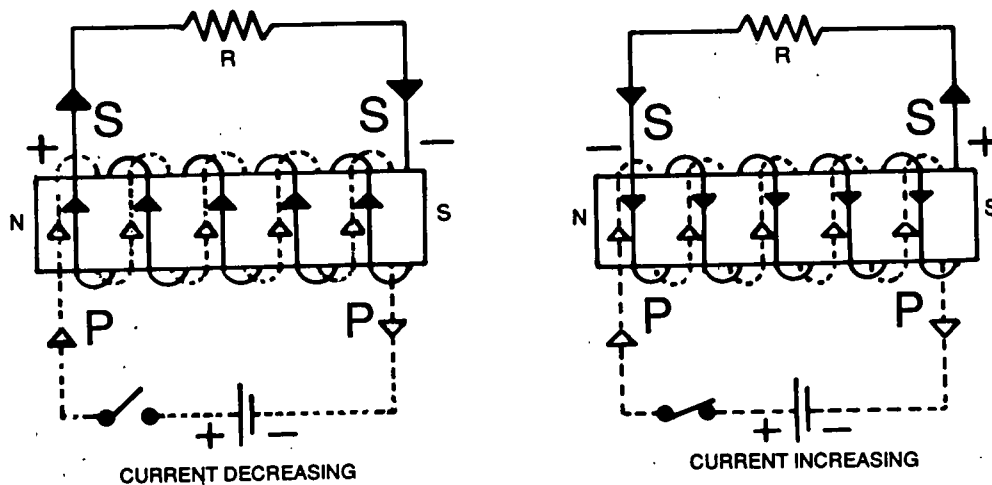 R
S S
+ −
N S
P P
+ −
CURRENT DECREASING
R
S S
− +
N S
P P
+ −
CURRENT INCREASING